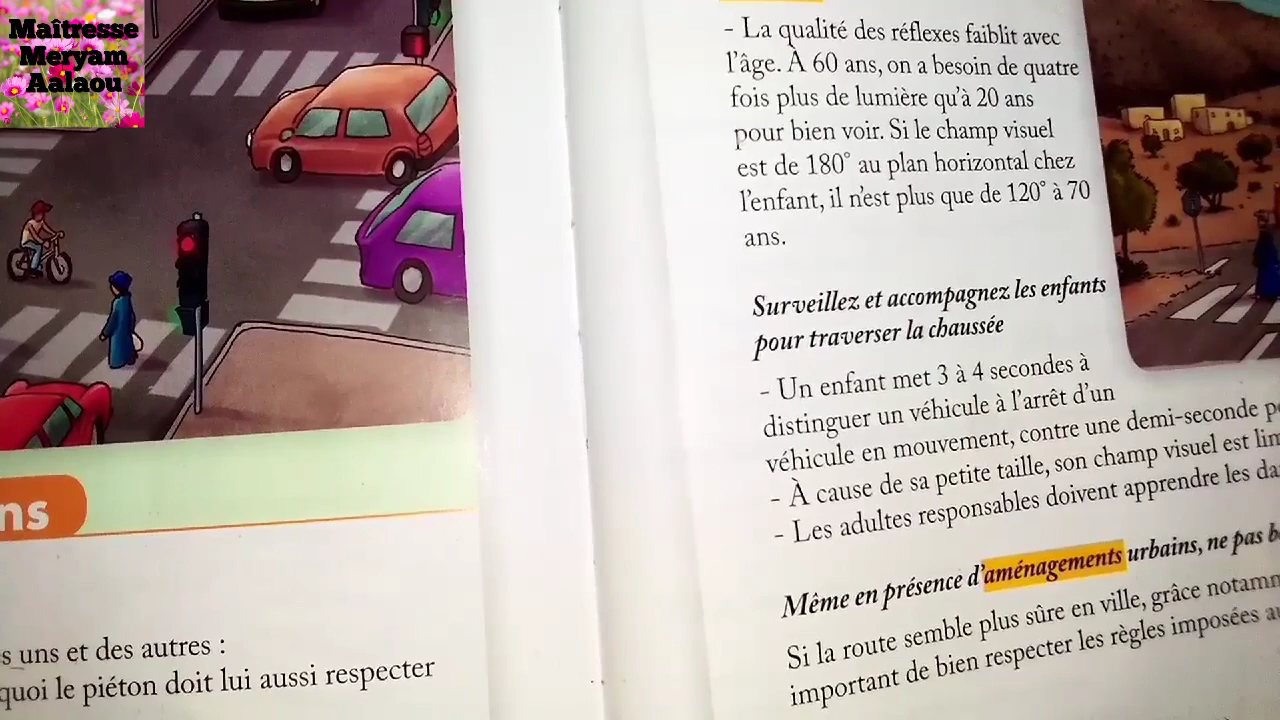 Maîtresse
Meryam
Aalaou
ns
s uns et des autres :
quoi le piéton doit lui aussi respecter
- La qualité des réflexes faiblit avec
l'âge. À 60 ans, on a besoin de quatre
fois plus de lumière qu'à 20 ans
pour bien voir. Si le champ visuel
est de 180° au plan horizontal chez
l'enfant, il n'est plus que de 120° à 70
ans.
Surveillez et accompagnez les enfants
pour traverser la chaussée
- Un enfant met 3 à 4 secondes à
distinguer un véhicule à l'arrêt d'un
véhicule en mouvement, contre une demi-seconde
- À cause de sa petite taille, son champ visuel est
- Les adultes responsables doivent apprendre les
Même en présence d'aménagements urbains, ne pas
Si la route semble plus sûre en ville, grâce
important de bien respecter les règles imposées